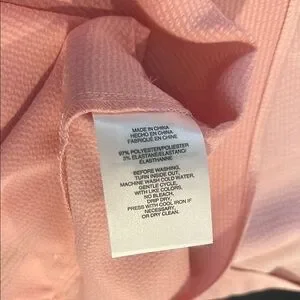 MADE IN CHINA
HECHO EN CHINA
FABRIQUÉ EN CHINE
97% POLYESTER/POLIESTER
3% ELASTANE/ELASTANO/
ELASTHANNE
BEFORE WASHING,
TURN INSIDE OUT,
MACHINE WASH COLD WATER,
GENTLE CYCLE,
WITH LIKE COLORS,
NO BLEACH,
DRIP DRY,
PRESS WITH COOL IRON IF
NECESSARY,
OR DRY CLEAN.